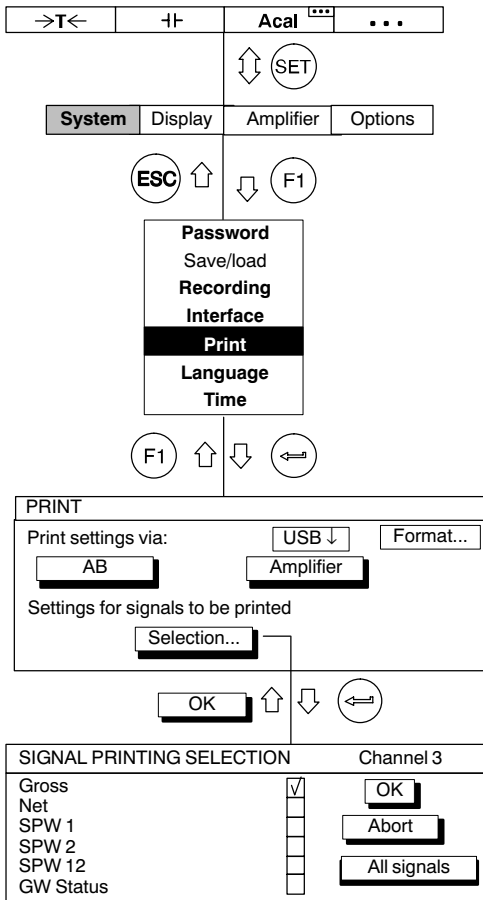 →T← ⊣⊢ Acal ... ...
SET
System Display Amplifier Options
ESC F1
Password
Save/load
Recording
Interface
Print
Language
Time
F1
PRINT
Print settings via: USB ↓ Format...
AB Amplifier
Settings for signals to be printed
Selection...
OK
SIGNAL PRINTING SELECTION Channel 3
Gross √ OK
Net
SPW 1 Abort
SPW 2
SPW 12 All signals
GW Status